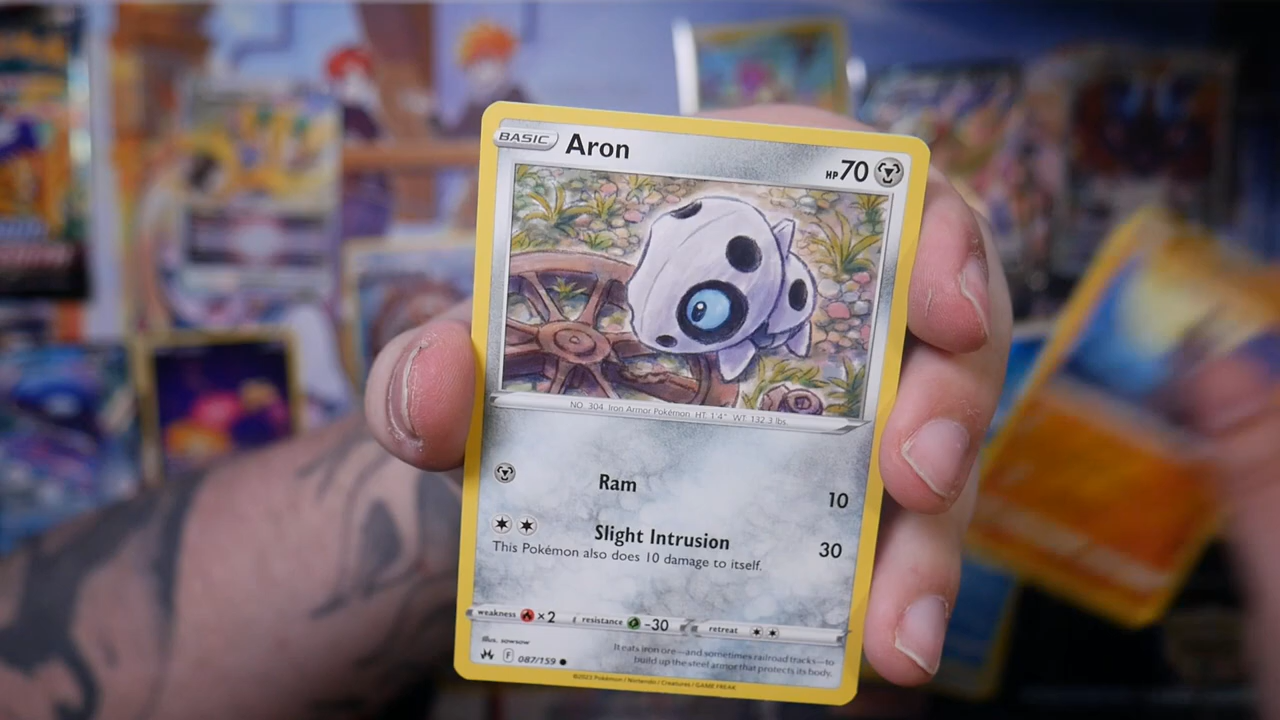 BASIC Aron HP 70
NO. 304 Iron Armor Pokémon HT: 1'4" WT: 132.3 lbs.
Ram 10
Slight Intrusion 30
This Pokémon also does 10 damage to itself.
weakness ×2 resistance -30 retreat
Illus. sowsow
F 087/159
It eats iron ore—and sometimes railroad tracks—to
build up the steel armor that protects its body.
©2023 Pokémon / Nintendo / Creatures / GAME FREAK